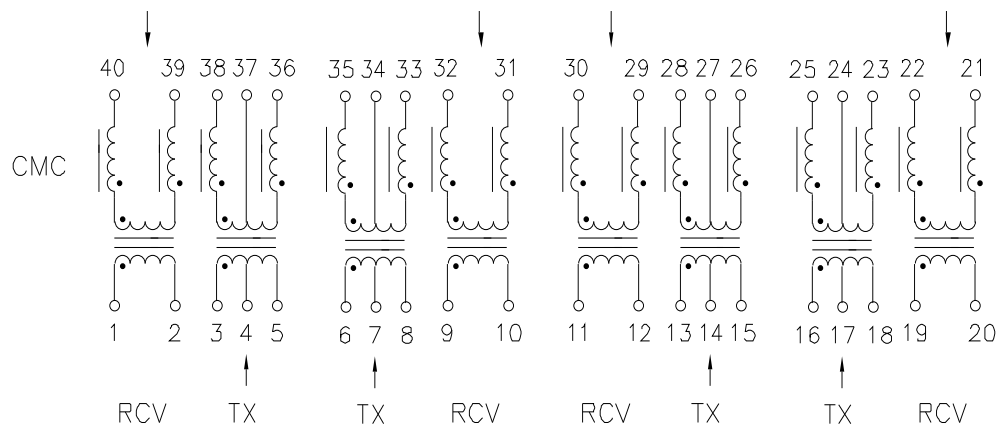 40 39 38 37 36 35 34 33 32 31 30 29 28 27 26 25 24 23 22 21
CMC
1 2 3 4 5 6 7 8 9 10 11 12 13 14 15 16 17 18 19 20
RCV TX TX RCV RCV TX TX RCV